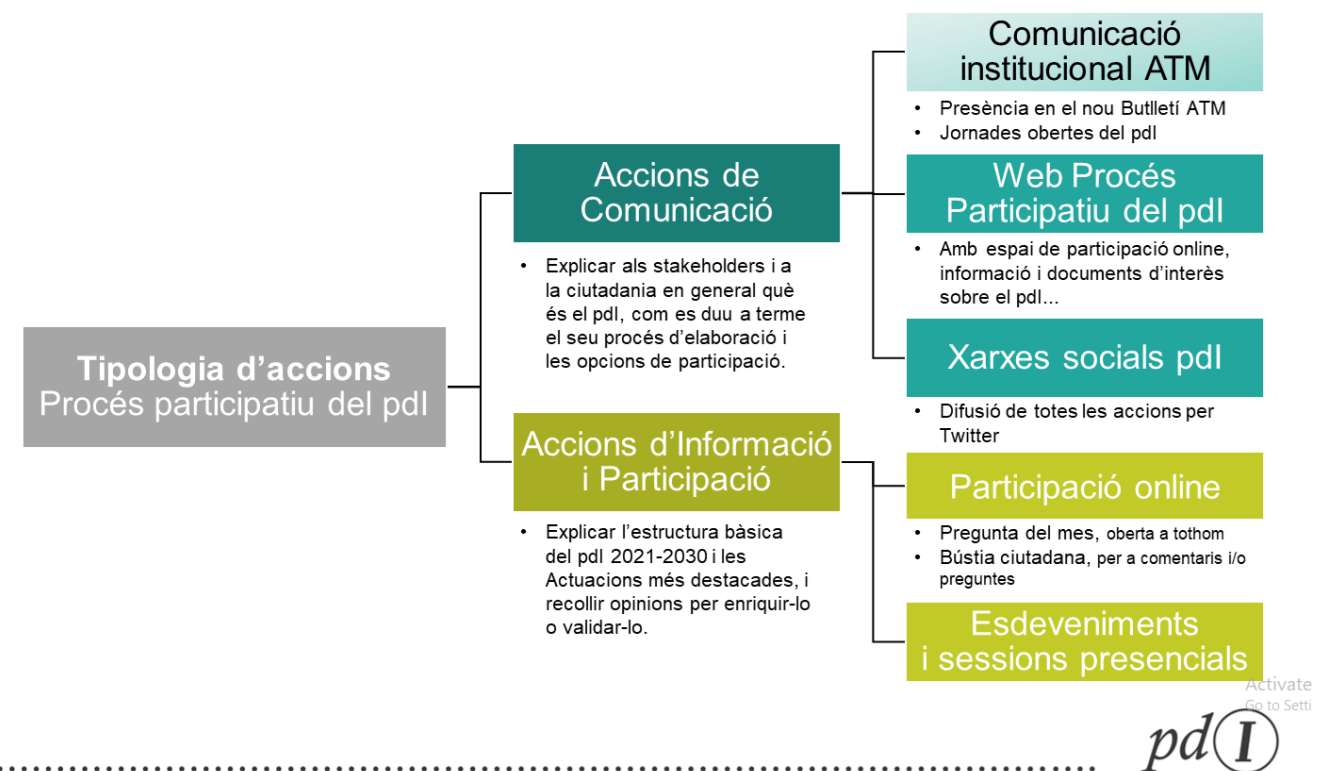 Tipologia d’accions
Procés participatiu del pdI
Accions de
Comunicació
• Explicar als stakeholders i a
la ciutadania en general què
és el pdI, com es duu a terme
el seu procés d’elaboració i
les opcions de participació.
Accions d’Informació
i Participació
• Explicar l’estructura bàsica
del pdI 2021-2030 i les
Actuacions més destacades, i
recollir opinions per enriquir-lo
o validar-lo.
Comunicació
institucional ATM
• Presència en el nou Butlletí ATM
• Jornades obertes del pdI
Web Procés
Participatiu del pdI
• Amb espai de participació online,
informació i documents d’interès
sobre el pdI...
Xarxes socials pdI
• Difusió de totes les accions per
Twitter
Participació online
• Pregunta del mes, oberta a tothom
• Bústia ciutadana, per a comentaris i/o
preguntes
Esdeveniments
i sessions presencials
Activate
Go to Setti
pdI